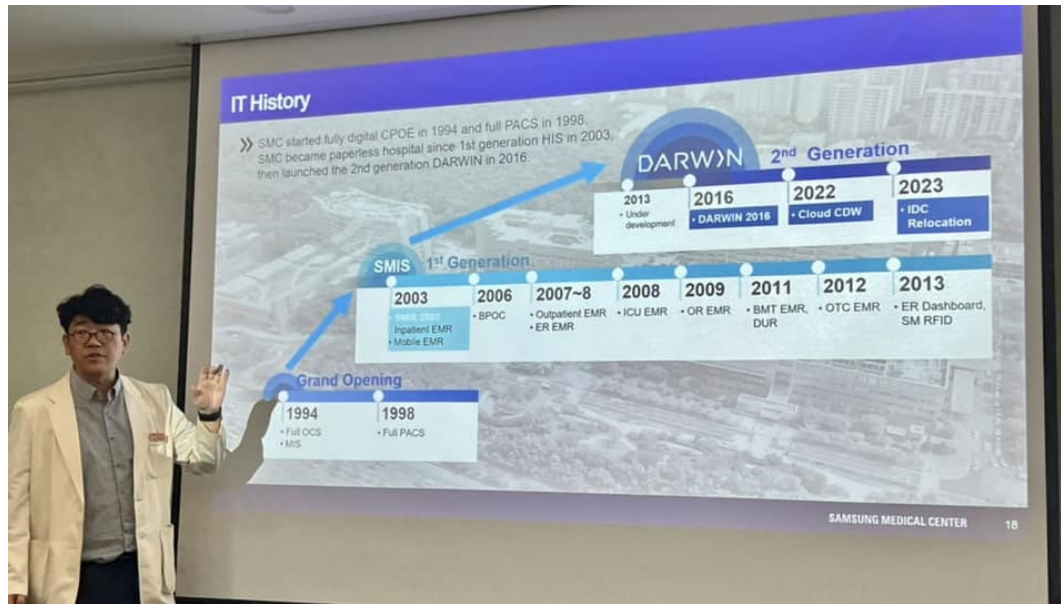 IT History
SMC started fully digital CPOE in 1994 and full PACS in 1998
SMC became paperless hospital since 1st generation HIS in 2003,
then launched the 2nd generation DARWIN in 2016.
DARWIN 2nd Generation
2013
• Under
development
2016
• DARWIN 2016
2022
• Cloud CDW
2023
• IDC
Relocation
SMIS 1st Generation
2003
• SMIS 2003
Inpatient EMR
• Mobile EMR
2006
• BPOC
2007~8
• Outpatient EMR
• ER EMR
2008
• ICU EMR
2009
• OR EMR
2011
• BMT EMR,
DUR
2012
• OTC EMR
2013
• ER Dashboard,
SM RFID
Grand Opening
1994
• Full OCS
• MIS
1998
• Full PACS
SAMSUNG MEDICAL CENTER 18